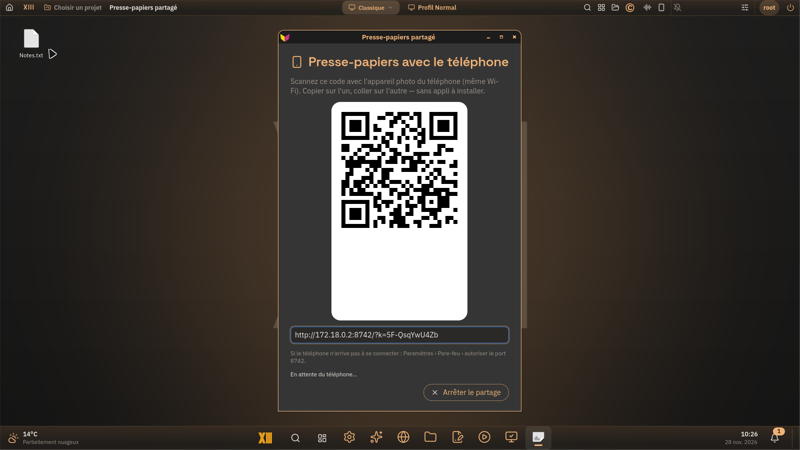 XIII
Choisir un projet
Presse-papiers partagé
Classique
Profil Normal
root
Notes.txt
Presse-papiers partagé
Presse-papiers avec le téléphone
Scannez ce code avec l'appareil photo du téléphone (même Wi-
Fi). Copier sur l'un, coller sur l'autre — sans appli à installer.
http://172.18.0.2:8742/?k=5F-QsqYwU4Zb
Si le téléphone n'arrive pas à se connecter : Paramètres › Pare-feu › autoriser le port
8742.
En attente du téléphone…
Arrêter le partage
14°C
Partiellement nuageux
XIII
10:26
28 nov. 2026
1